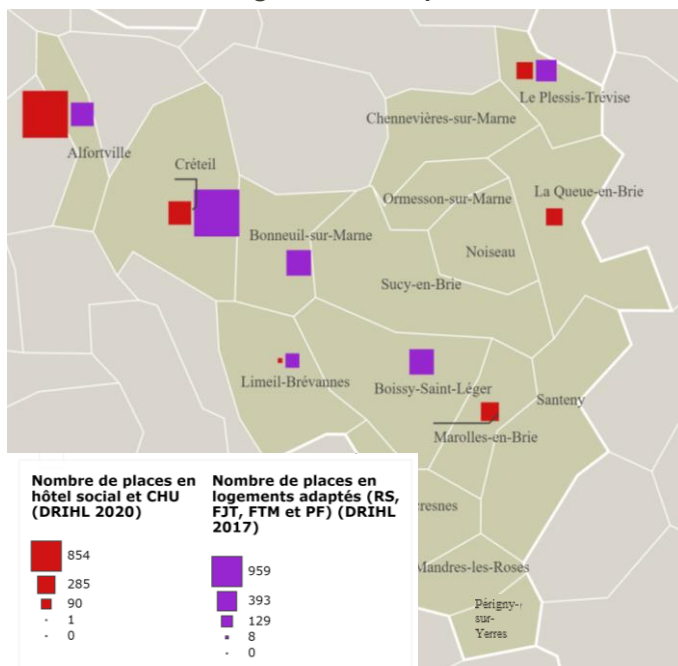 Le Plessis-Trévise
Chennevières-sur-Marne
Alfortville
Créteil
La Queue-en-Brie
Ormesson-sur-Marne
Bonneuil-sur-Marne
Noiseau
Sucy-en-Brie
Limeil-Brévannes
Boissy-Saint-Léger
Santeny
Marolles-en-Brie
cresnes
Mandres-les-Roses
Périgny-
sur-
Yerres
Nombre de places en
hôtel social et CHU
(DRIHL 2020)
854
285
90
1
0
Nombre de places en
logements adaptés (RS,
FJT, FTM et PF) (DRIHL
2017)
959
393
129
8
0